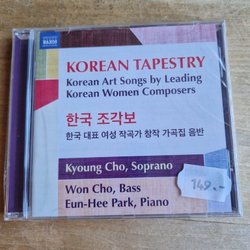 NAXOS
KOREAN TAPESTRY
Korean Art Songs by Leading
Korean Women Composers
한국 조각보
한국 대표 여성 작곡가 창작 가곡집 음반
Kyoung Cho, Soprano
Won Cho, Bass
Eun-Hee Park, Piano
149.-